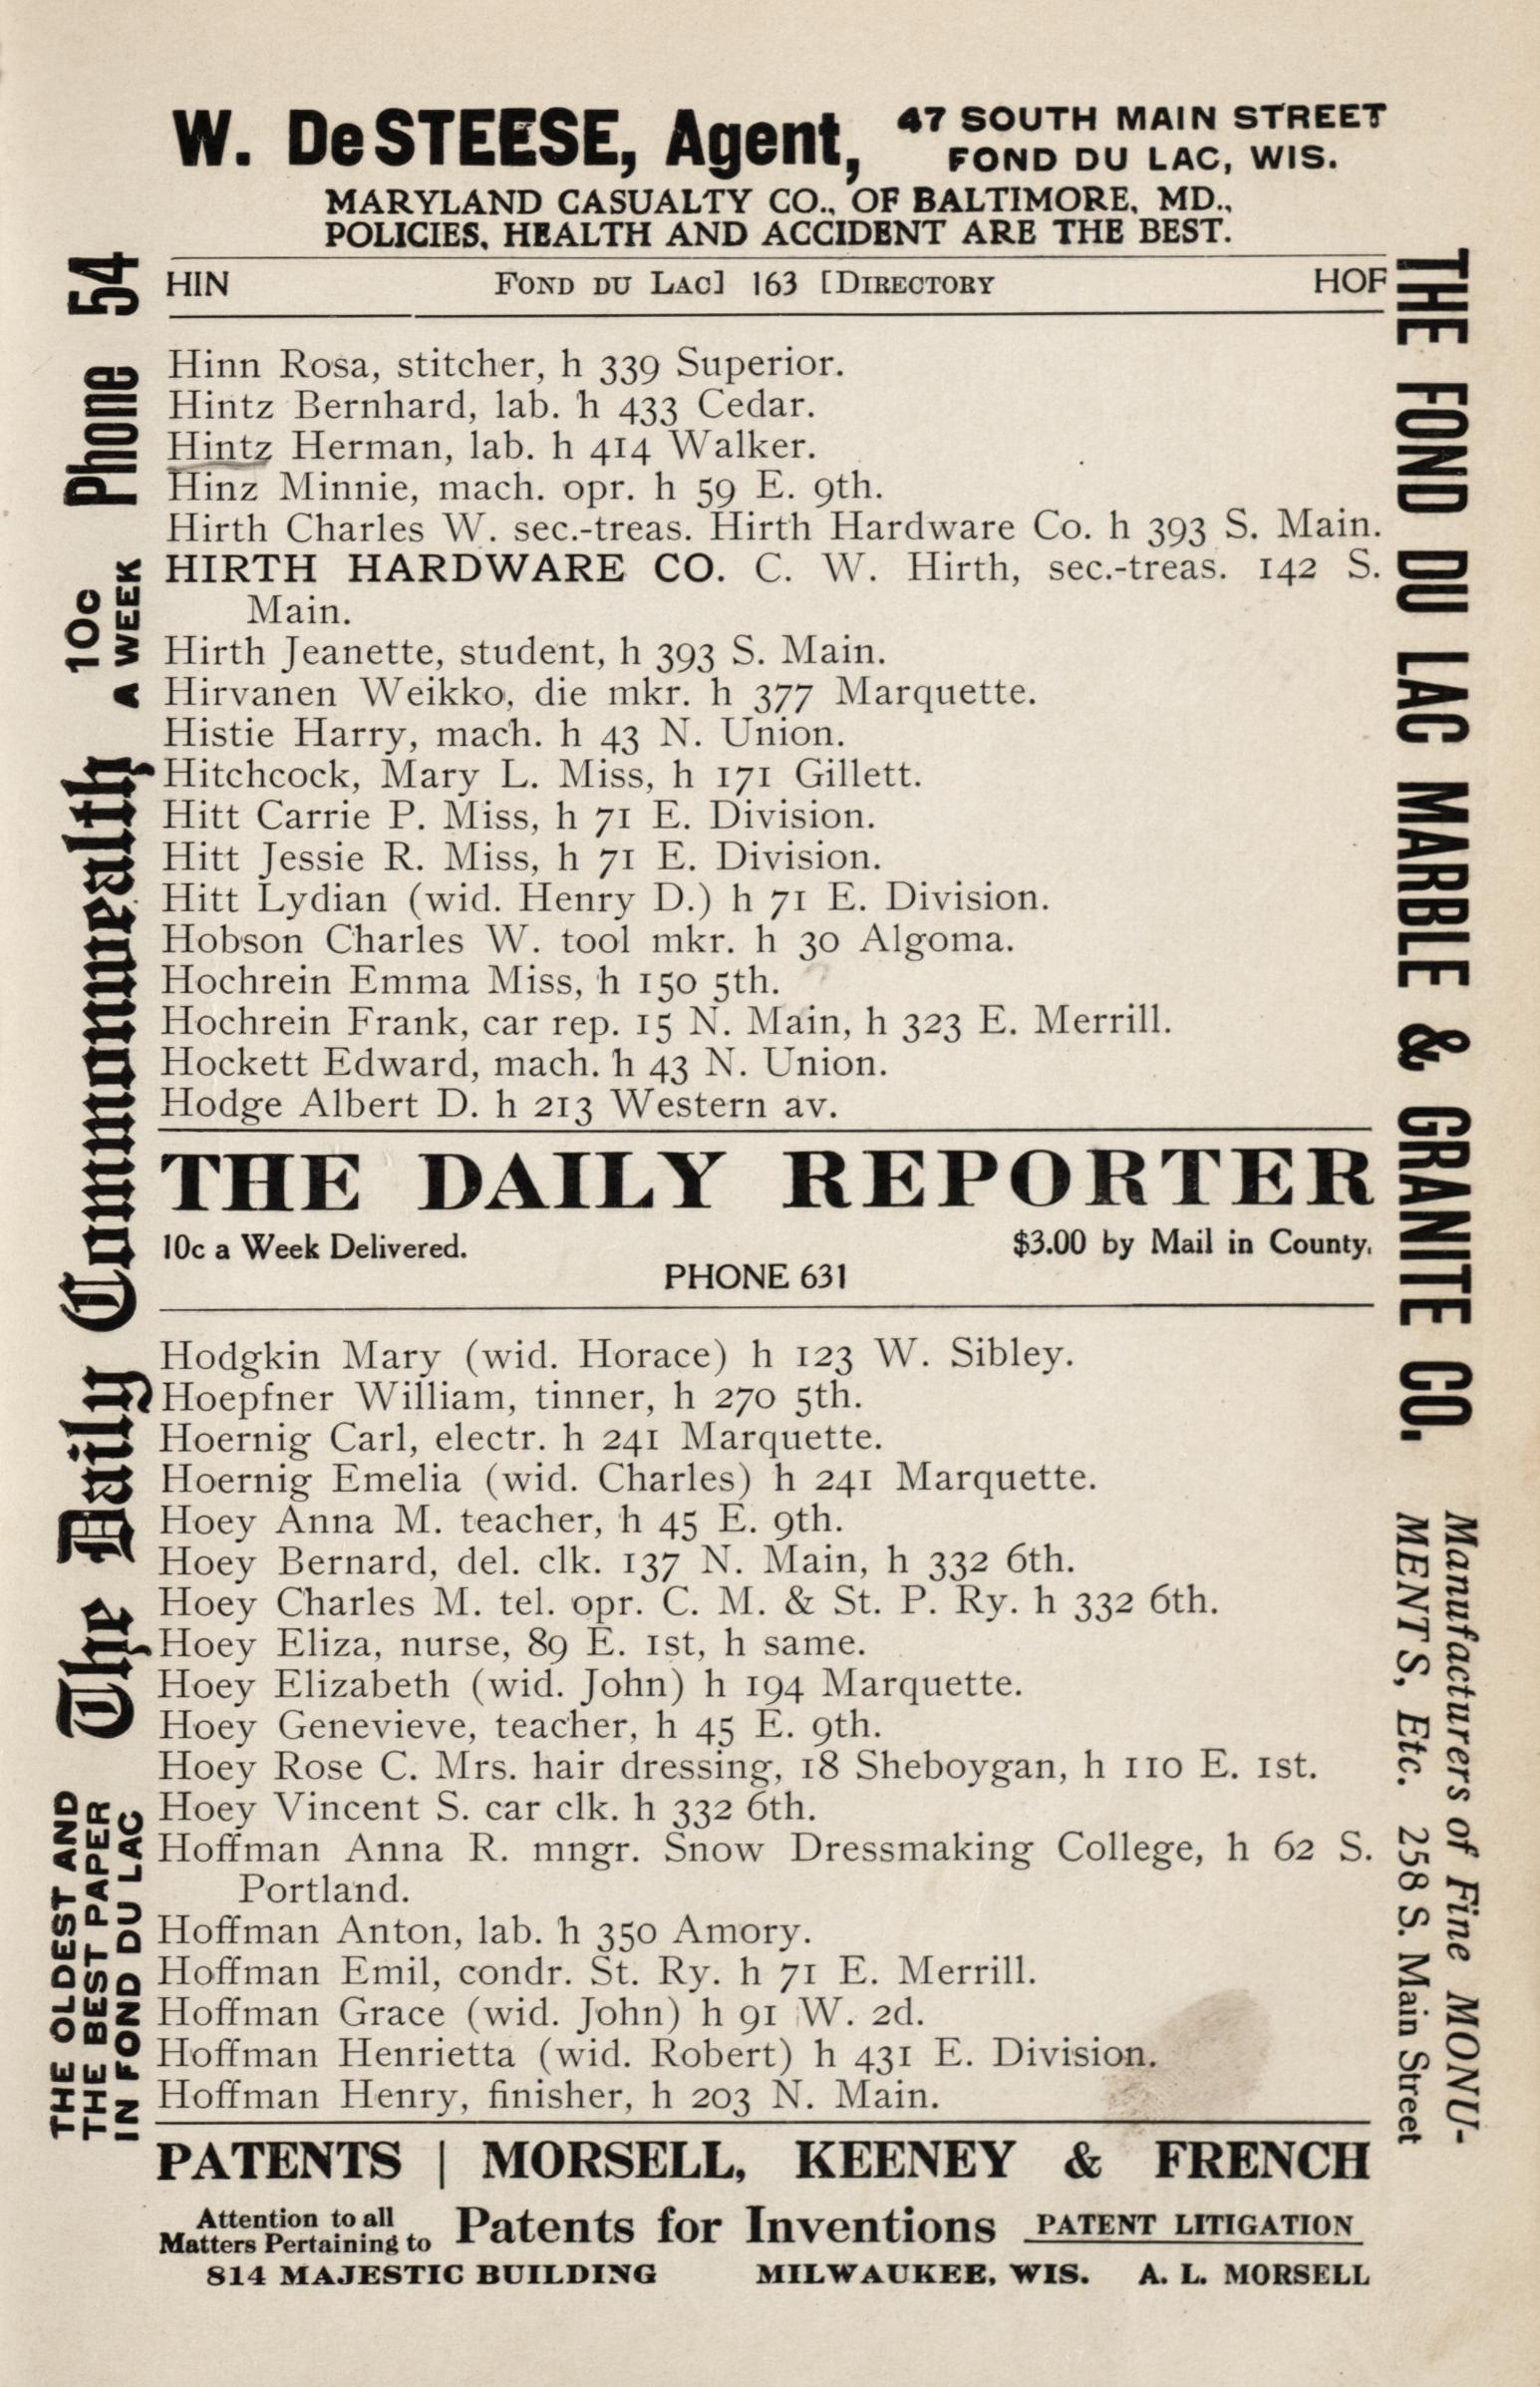 W. DeSTEESE, Agent, 47 SOUTH MAIN STREET
FOND DU LAC, WIS.
MARYLAND CASUALTY CO., OF BALTIMORE, MD.,
POLICIES, HEALTH AND ACCIDENT ARE THE BEST.
HIN FOND DU LAC] 163 [DIRECTORY HOF
Hinn Rosa, stitcher, h 339 Superior.
Hintz Bernhard, lab. h 433 Cedar.
Hintz Herman, lab. h 414 Walker.
Hinz Minnie, mach. opr. h 59 E. 9th.
Hirth Charles W. sec.-treas. Hirth Hardware Co. h 393 S. Main.
HIRTH HARDWARE CO. C. W. Hirth, sec.-treas. 142 S.
Main.
Hirth Jeanette, student, h 393 S. Main.
Hirvanen Weikko, die mkr. h 377 Marquette.
Histie Harry, mach. h 43 N. Union.
Hitchcock, Mary L. Miss, h 171 Gillett.
Hitt Carrie P. Miss, h 71 E. Division.
Hitt Jessie R. Miss, h 71 E. Division.
Hitt Lydian (wid. Henry D.) h 71 E. Division.
Hobson Charles W. tool mkr. h 30 Algoma.
Hochrein Emma Miss, h 150 5th.
Hochrein Frank, car rep. 15 N. Main, h 323 E. Merrill.
Hockett Edward, mach. h 43 N. Union.
Hodge Albert D. h 213 Western av.
THE DAILY REPORTER
10c a Week Delivered. $3.00 by Mail in County.
PHONE 631
Hodgkin Mary (wid. Horace) h 123 W. Sibley.
Hoepfner William, tinner, h 270 5th.
Hoernig Carl, electr. h 241 Marquette.
Hoernig Emelia (wid. Charles) h 241 Marquette.
Hoey Anna M. teacher, h 45 E. 9th.
Hoey Bernard, del. clk. 137 N. Main, h 332 6th.
Hoey Charles M. tel. opr. C. M. & St. P. Ry. h 332 6th.
Hoey Eliza, nurse, 89 E. 1st, h same.
Hoey Elizabeth (wid. John) h 194 Marquette.
Hoey Genevieve, teacher, h 45 E. 9th.
Hoey Rose C. Mrs. hair dressing, 18 Sheboygan, h 110 E. 1st.
Hoey Vincent S. car clk. h 332 6th.
Hoffman Anna R. mngr. Snow Dressmaking College, h 62 S.
Portland.
Hoffman Anton, lab. h 350 Amory.
Hoffman Emil, condr. St. Ry. h 71 E. Merrill.
Hoffman Grace (wid. John) h 91 W. 2d.
Hoffman Henrietta (wid. Robert) h 431 E. Division.
Hoffman Henry, finisher, h 203 N. Main.
PATENTS | MORSELL, KEENEY & FRENCH
Attention to all
Matters Pertaining to Patents for Inventions PATENT LITIGATION
814 MAJESTIC BUILDING MILWAUKEE, WIS. A. L. MORSELL
THE OLDEST AND
THE BEST PAPER
IN FOND DU LAC
The Daily Commonwealth
10c
A WEEK
Phone 54
THE FOND DU LAC MARBLE & GRANITE CO.
Manufacturers of Fine MONU-
MENTS, Etc. 258 S. Main Street